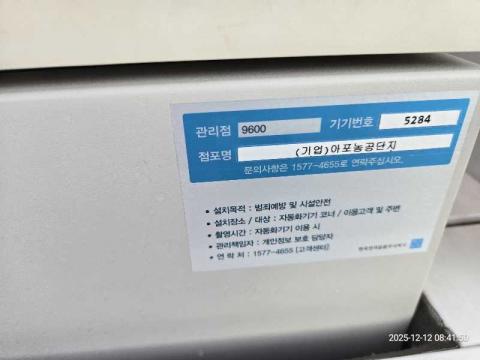 관리점 9600 기기번호 5284
점포명 (기업)아포농공단지
문의사항은 1577-4655로 연락주십시오.
• 설치목적 : 범죄예방 및 시설안전
• 설치장소 / 대상 : 자동화기기 코너 / 이용고객 및 주변
• 촬영시간 : 자동화기기 이용 시
• 관리책임자 : 개인정보 보호 담당자
• 연 락 처 : 1577-4655 [고객센터]
2025-12-12 08:41:59